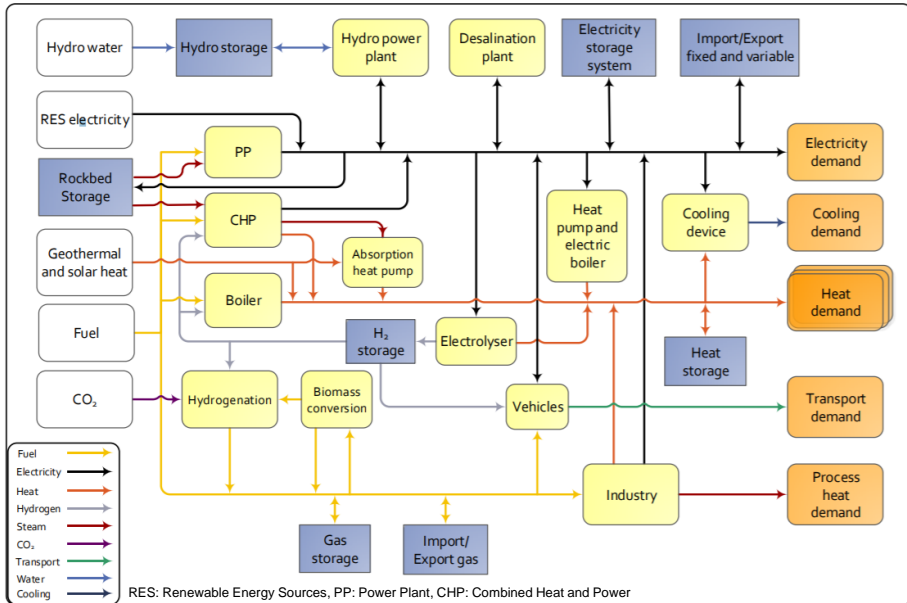 Hydro water
Hydro storage
Hydro power
plant
Desalination
plant
Electricity
storage
system
Import/Export
fixed and variable
RES electricity
PP
Electricity
demand
Rockbed
Storage
CHP
Heat
pump and
electric
boiler
Cooling
device
Cooling
demand
Geothermal
and solar heat
Absorption
heat pump
Boiler
Heat
demand
Fuel
H₂
storage
Electrolyser
Heat
storage
CO₂
Hydrogenation
Biomass
conversion
Vehicles
Transport
demand
Industry
Process
heat
demand
Gas
storage
Import/
Export gas
Fuel
Electricity
Heat
Hydrogen
Steam
CO₂
Transport
Water
Cooling
RES: Renewable Energy Sources, PP: Power Plant, CHP: Combined Heat and Power